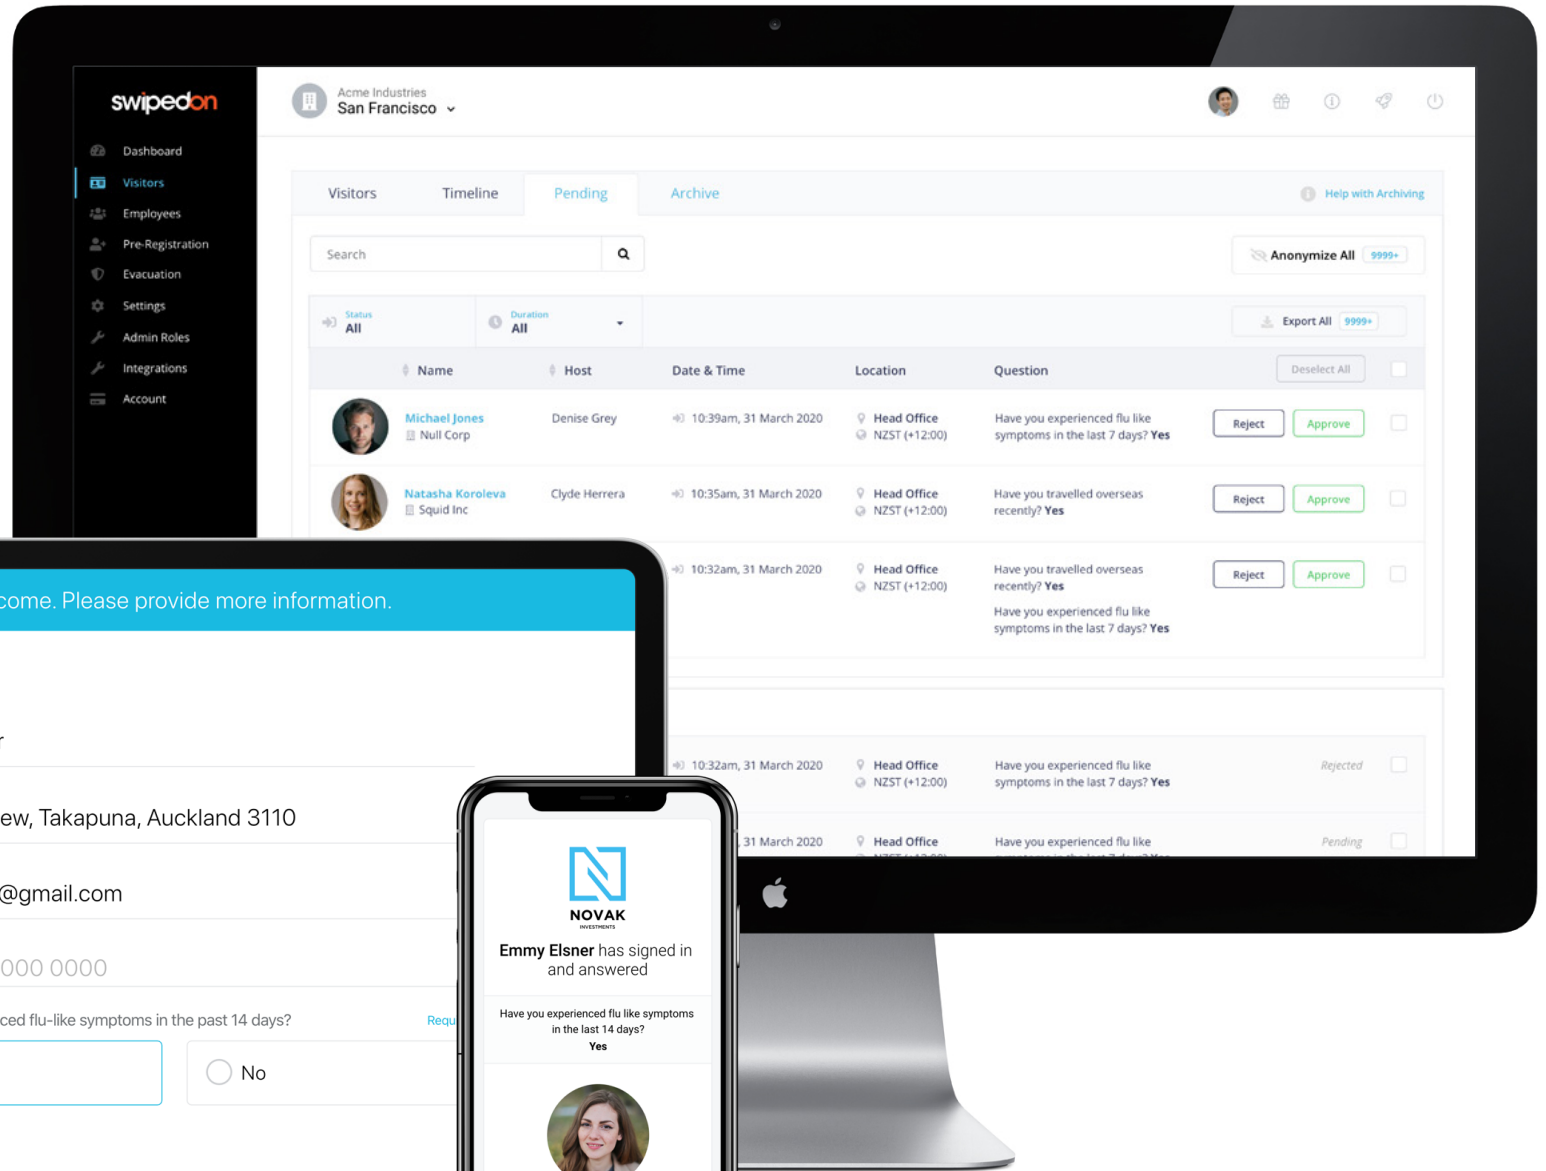 swipedon
Acme Industries
San Francisco
Dashboard
Visitors
Employees
Pre-Registration
Evacuation
Settings
Admin Roles
Integrations
Account
Visitors Timeline Pending Archive
Help with Archiving
Search
Anonymize All 9999+
Status
All
Duration
All
Export All 9999+
Name Host Date & Time Location Question Deselect All
Michael Jones Denise Grey 10:39am, 31 March 2020 Head Office Have you experienced flu like Reject Approve
Null Corp NZST (+12:00) symptoms in the last 7 days? Yes
Natasha Koroleva Clyde Herrera 10:35am, 31 March 2020 Head Office Have you travelled overseas Reject Approve
Squid Inc NZST (+12:00) recently? Yes
10:32am, 31 March 2020 Head Office Have you travelled overseas Reject Approve
NZST (+12:00) recently? Yes
Have you experienced flu like
symptoms in the last 7 days? Yes
10:32am, 31 March 2020 Head Office Have you experienced flu like Rejected
NZST (+12:00) symptoms in the last 7 days? Yes
, 31 March 2020 Head Office Have you experienced flu like Pending
come. Please provide more information.
r
ew, Takapuna, Auckland 3110
@gmail.com
000 0000
ced flu-like symptoms in the past 14 days? Requ
No
NOVAK
INVESTMENTS
Emmy Elsner has signed in
and answered
Have you experienced flu like symptoms
in the last 14 days?
Yes